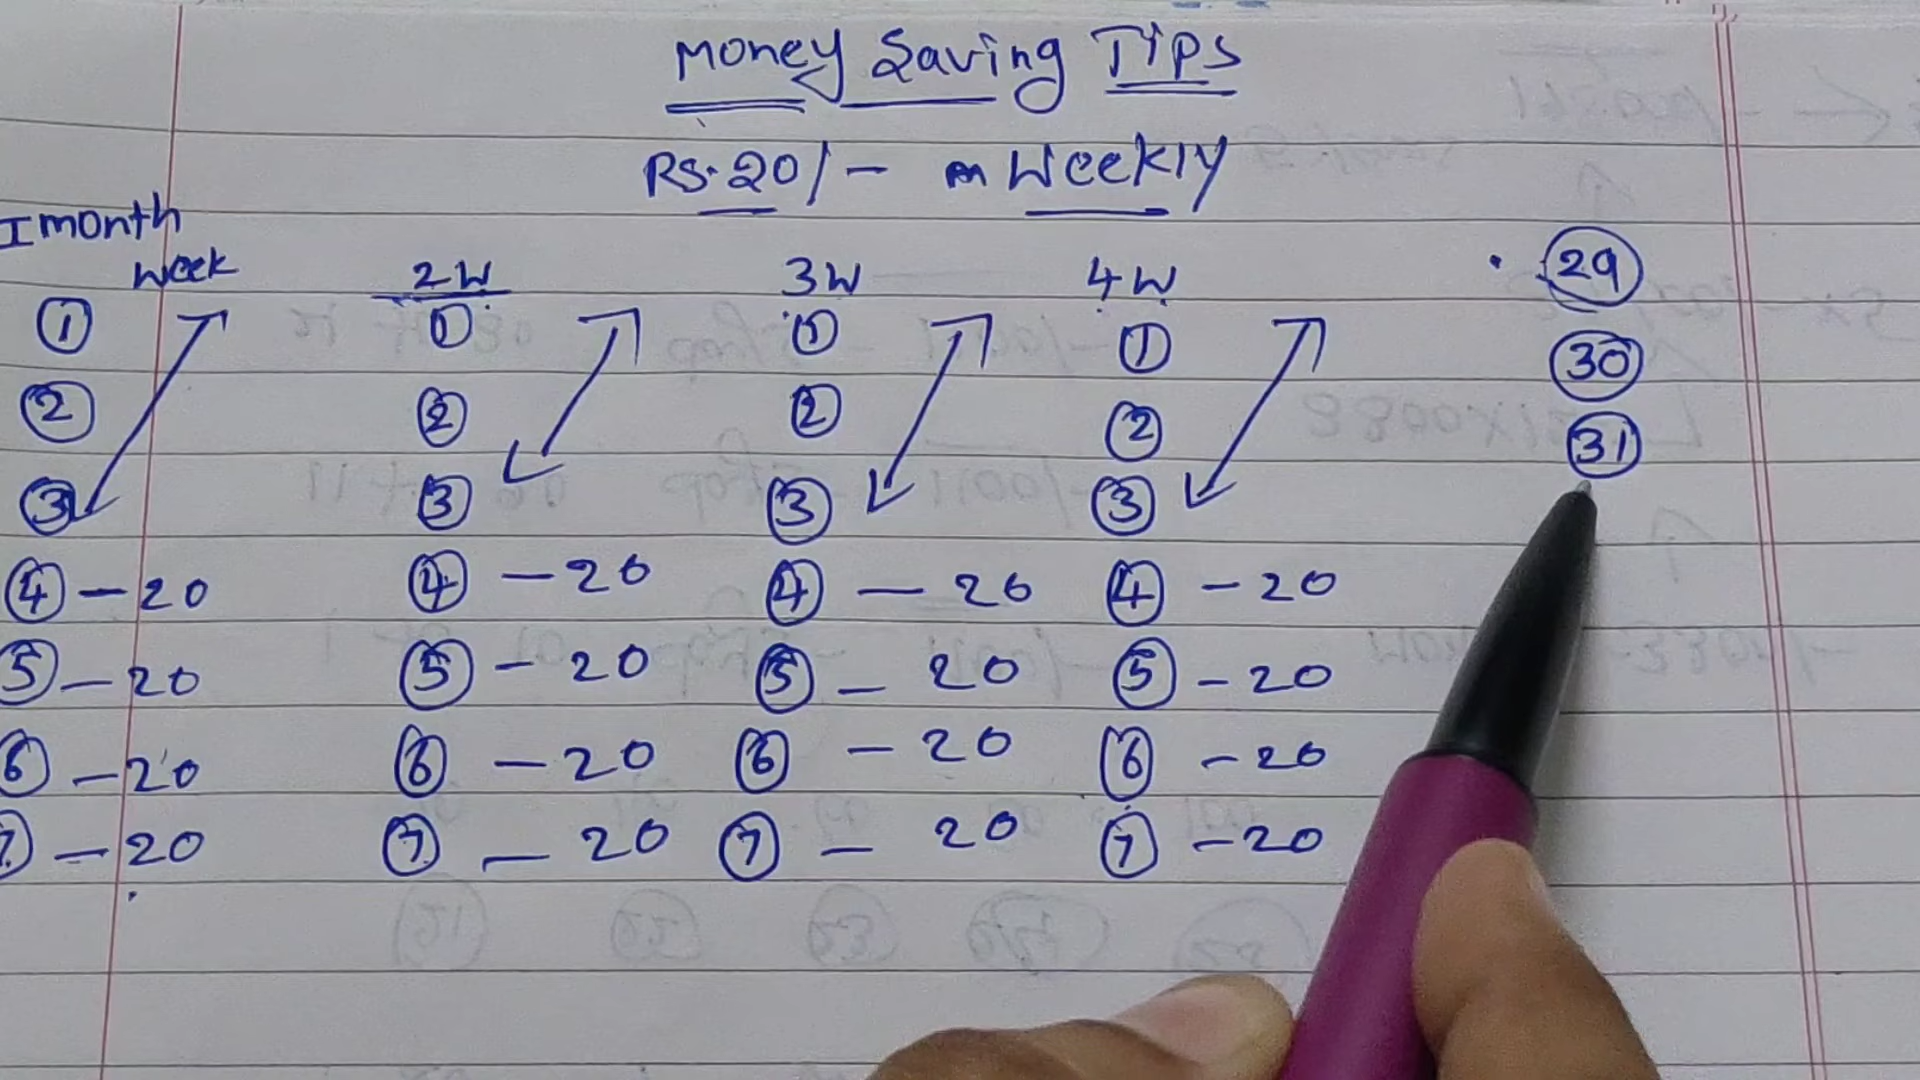 Money Saving Tips
Rs.20/- Weekly
I month
week 2W 3W 4W
1 1 1 1 29
2 2 2 2 30
3 3 3 3 31
4 - 20 4 - 20 4 - 20 4 - 20
5 - 20 5 - 20 5 - 20 5 - 20
6 - 20 6 - 20 6 - 20 6 - 20
7 - 20 7 - 20 7 - 20 7 - 20